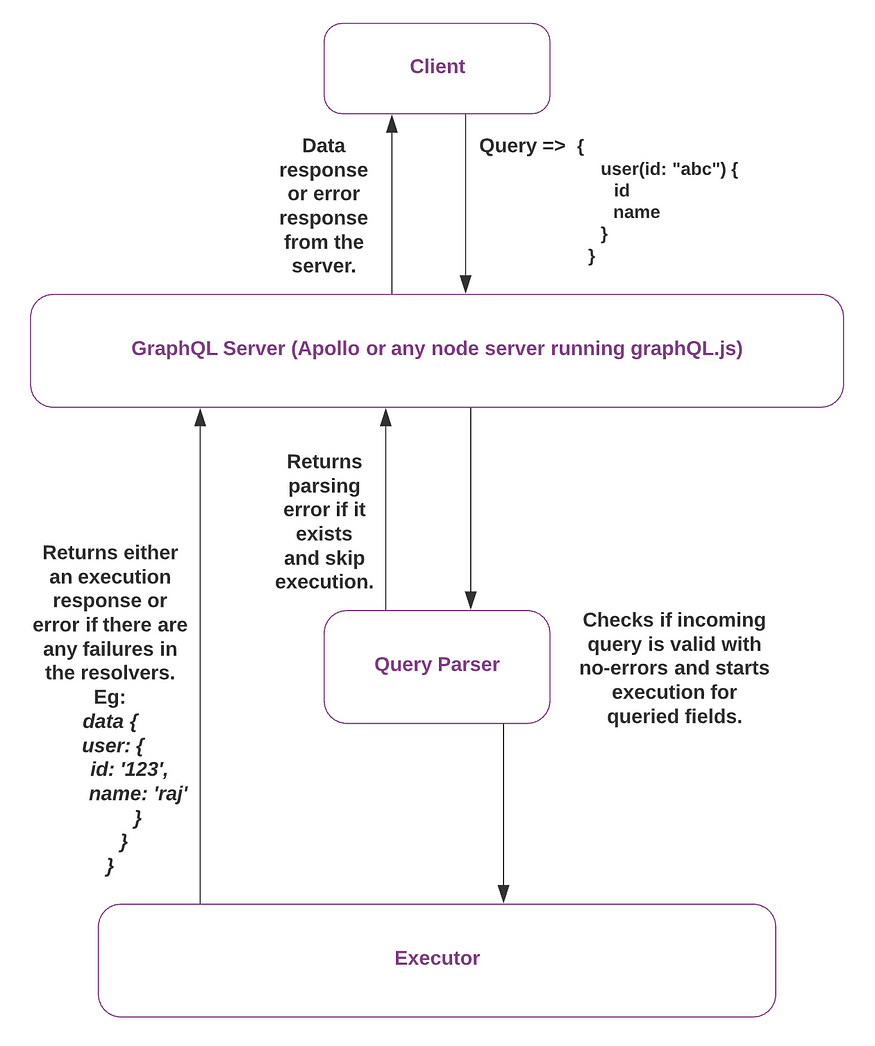 Client
Data
response
or error
response
from the
server.
Query => {
user(id: "abc") {
id
name
}
}
GraphQL Server (Apollo or any node server running graphQL.js)
Returns
parsing
error if it
exists
and skip
execution.
Returns either
an execution
response or
error if there are
any failures in
the resolvers.
Eg:
data {
user: {
id: '123',
name: 'raj'
}
}
}
Query Parser
Checks if incoming
query is valid with
no-errors and starts
execution for
queried fields.
Executor